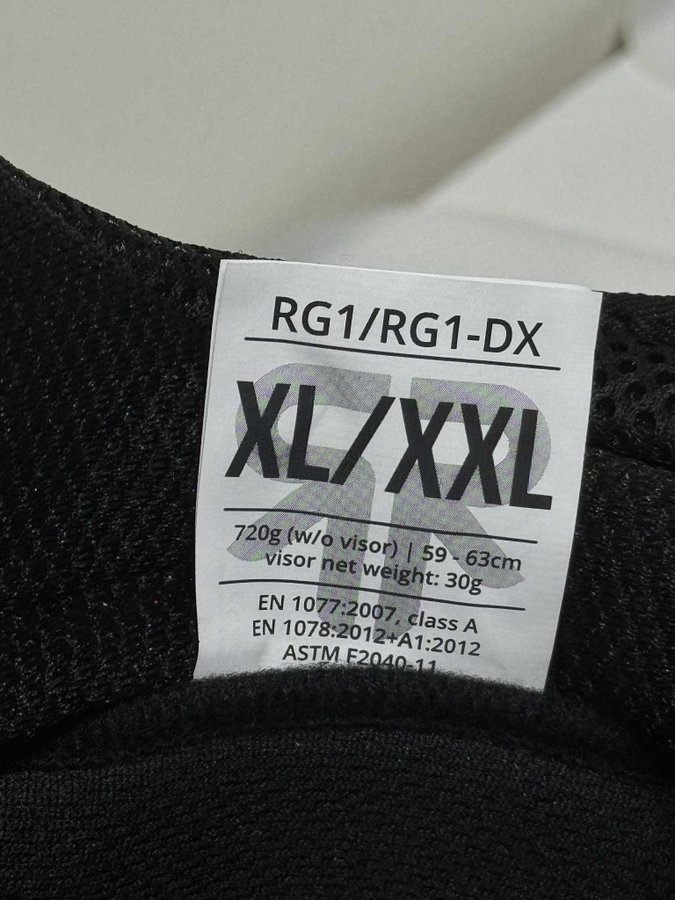 RG1/RG1-DX
XL/XXL
720g (w/o visor) | 59 - 63cm
visor net weight: 30g
EN 1077:2007, class A
EN 1078:2012+A1:2012
ASTM F2040-11